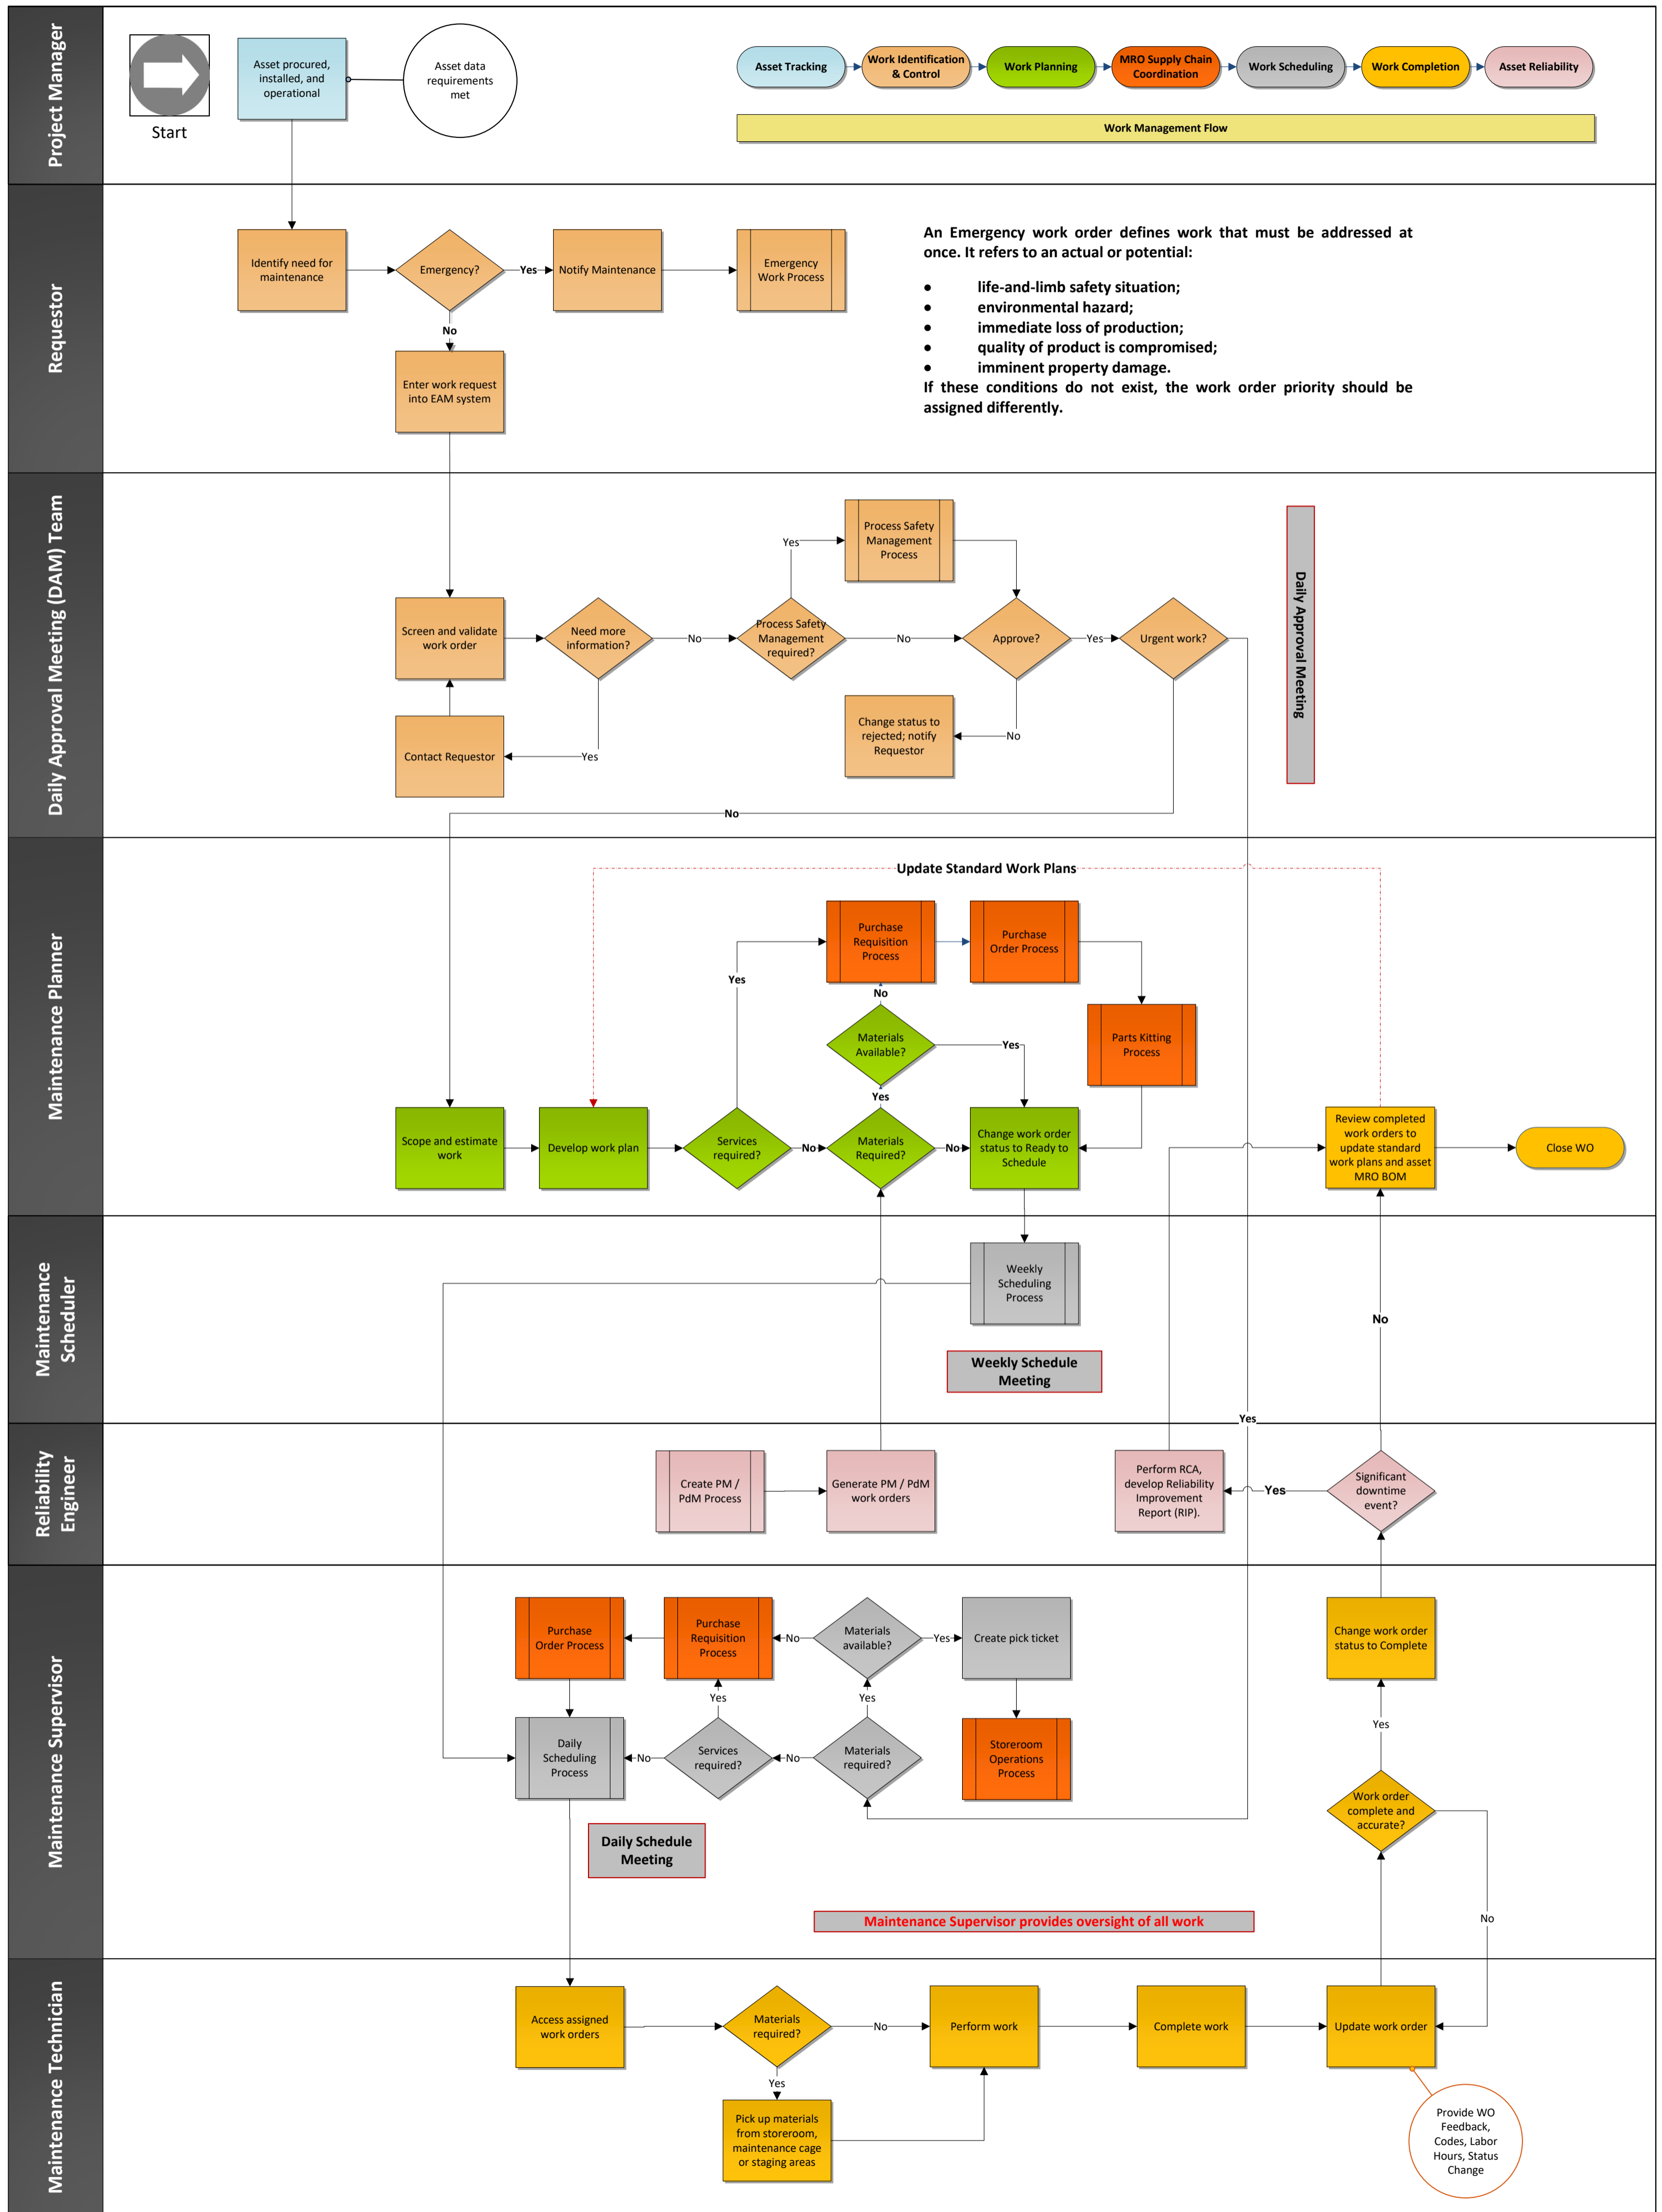 Project Manager
Start
Asset procured,
installed, and
operational
Asset data
requirements
met
Asset Tracking
Work Identification
& Control
Work Planning
MRO Supply Chain
Coordination
Work Scheduling
Work Completion
Asset Reliability
Work Management Flow
Requestor
Identify need for
maintenance
Emergency?
Yes
Notify Maintenance
Emergency
Work Process
No
Enter work request
into EAM system
An Emergency work order defines work that must be addressed at
once. It refers to an actual or potential:
● life-and-limb safety situation;
● environmental hazard;
● immediate loss of production;
● quality of product is compromised;
● imminent property damage.
If these conditions do not exist, the work order priority should be
assigned differently.
Daily Approval Meeting (DAM) Team
Process Safety
Management
Process
Yes
Screen and validate
work order
Need more
information?
No
Process Safety
Management
required?
No
Approve?
Yes
Urgent work?
Daily Approval Meeting
Contact Requestor
Yes
Change status to
rejected; notify
Requestor
No
No
Maintenance Planner
Update Standard Work Plans
Purchase
Requisition
Process
Purchase
Order Process
Yes
No
Materials
Available?
Yes
Parts Kitting
Process
Yes
Scope and estimate
work
Develop work plan
Services
required?
No
Materials
Required?
No
Change work order
status to Ready to
Schedule
Review completed
work orders to
update standard
work plans and asset
MRO BOM
Close WO
Maintenance
Scheduler
Weekly
Scheduling
Process
No
Weekly Schedule
Meeting
Yes
Reliability
Engineer
Create PM /
PdM Process
Generate PM / PdM
work orders
Perform RCA,
develop Reliability
Improvement
Report (RIP).
Yes
Significant
downtime
event?
Maintenance Supervisor
Purchase
Order Process
Purchase
Requisition
Process
No
Materials
available?
Yes
Create pick ticket
Change work order
status to Complete
Yes
Yes
Yes
Daily
Scheduling
Process
No
Services
required?
No
Materials
required?
Storeroom
Operations
Process
Work order
complete and
accurate?
Daily Schedule
Meeting
Maintenance Supervisor provides oversight of all work
No
Maintenance Technician
Access assigned
work orders
Materials
required?
No
Perform work
Complete work
Update work order
Yes
Pick up materials
from storeroom,
maintenance cage
or staging areas
Provide WO
Feedback,
Codes, Labor
Hours, Status
Change